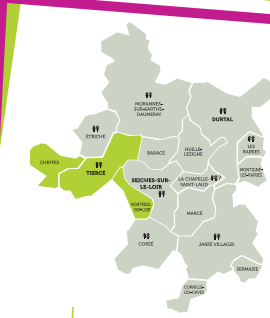 MORANNES-
SUR-SARTHE-
DAUMERAY
DURTAL
ÉTRICHÉ
LES
RAIRIES
BARACÉ
HUILLÉ-
LÉZIGNÉ
CHEFFES
TIERCÉ
MONTIGNÉ-
LES-RAIRIES
SEICHES-SUR-
LE-LOIR
LA CHAPELLE-
SAINT-LAUD
?
MONTREUIL-
SUR-LOIR
MARCÉ
CORZÉ
JARZÉ VILLAGES
SERMAISE
CORNILLÉ-
LES-CAVES